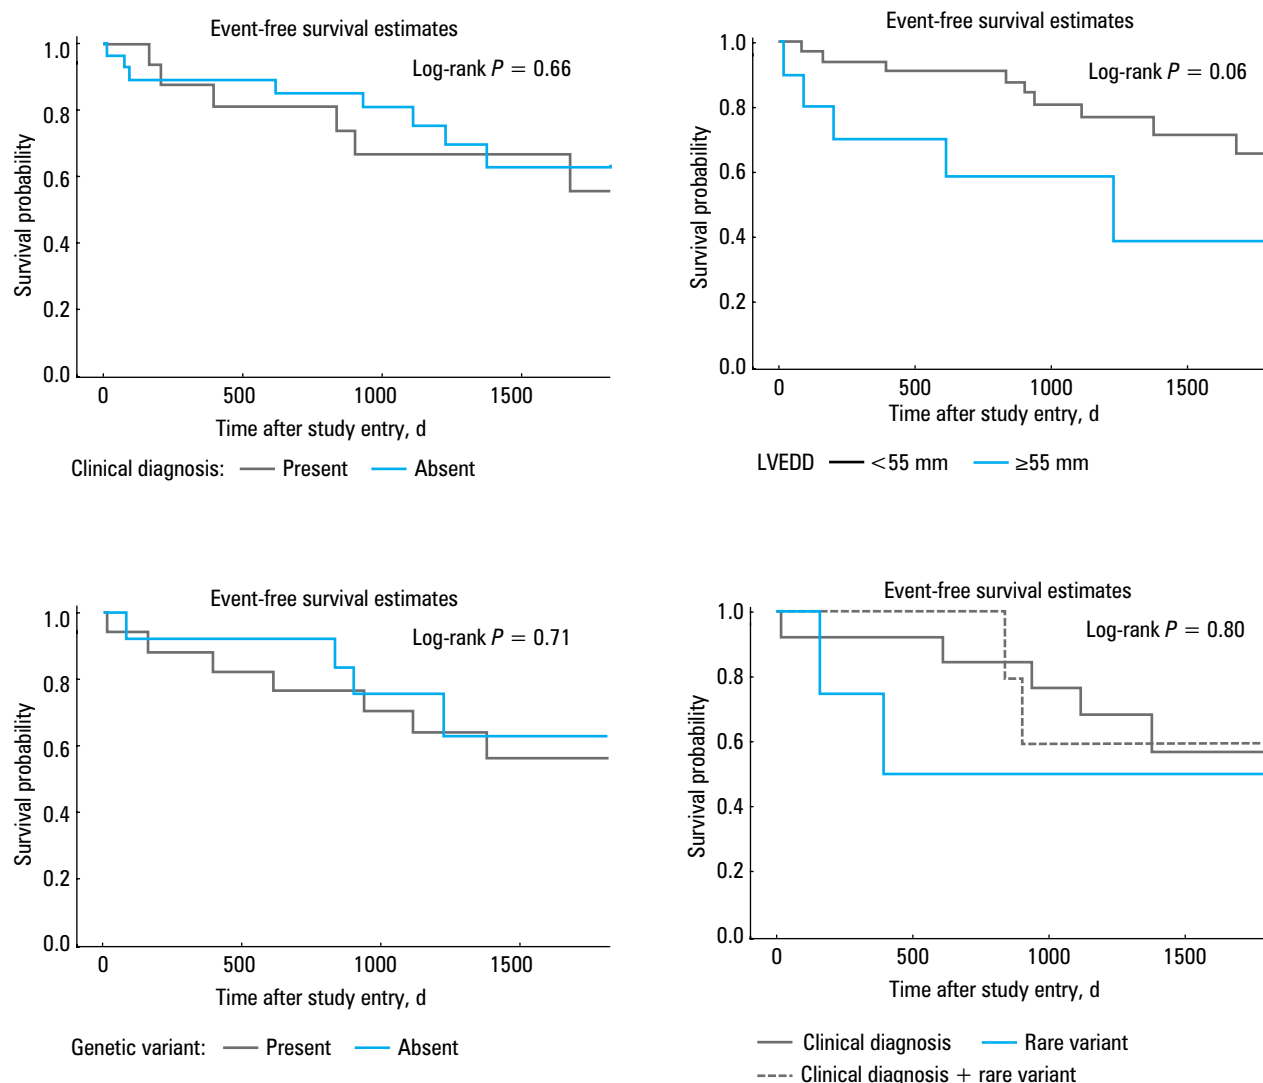 Event-free survival estimates
Log-rank P = 0.66
Survival probability
1.0
0.8
0.6
0.4
0.2
0.0
0
500
1000
1500
Time after study entry, d
Clinical diagnosis: Present Absent
Event-free survival estimates
Log-rank P = 0.06
Survival probability
1.0
0.8
0.6
0.4
0.2
0.0
0
500
1000
1500
Time after study entry, d
LVEDD <55 mm ≥55 mm
Event-free survival estimates
Log-rank P = 0.71
Survival probability
1.0
0.8
0.6
0.4
0.2
0.0
0
500
1000
1500
Time after study entry, d
Genetic variant: Present Absent
Event-free survival estimates
Log-rank P = 0.80
Survival probability
1.0
0.8
0.6
0.4
0.2
0.0
0
500
1000
1500
Time after study entry, d
Clinical diagnosis Rare variant
Clinical diagnosis + rare variant